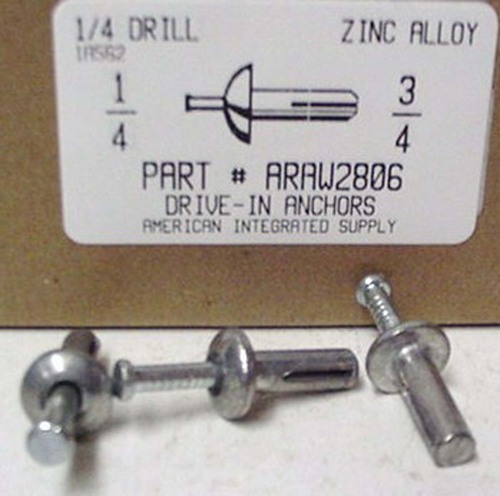 1/4 DRILL ZINC ALLOY
1A562
1/4 3/4
PART # ARAW2806
DRIVE-IN ANCHORS
AMERICAN INTEGRATED SUPPLY